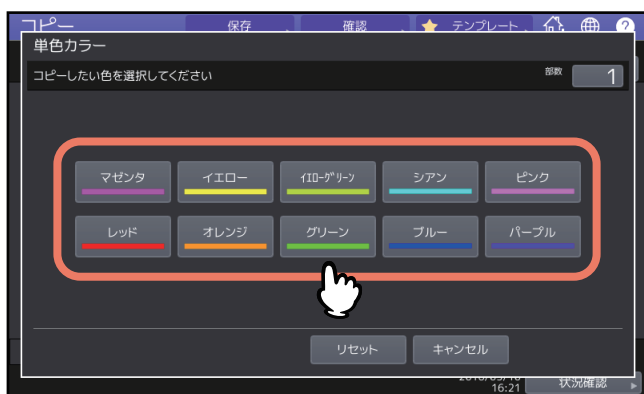 コピー 保存 確認 テンプレート ?
単色カラー
コピーしたい色を選択してください 部数 1
マゼンタ イエロー ｲｴﾛｰｸﾞﾘｰﾝ シアン ピンク
レッド オレンジ グリーン ブルー パープル
リセット キャンセル
16:21 状況確認